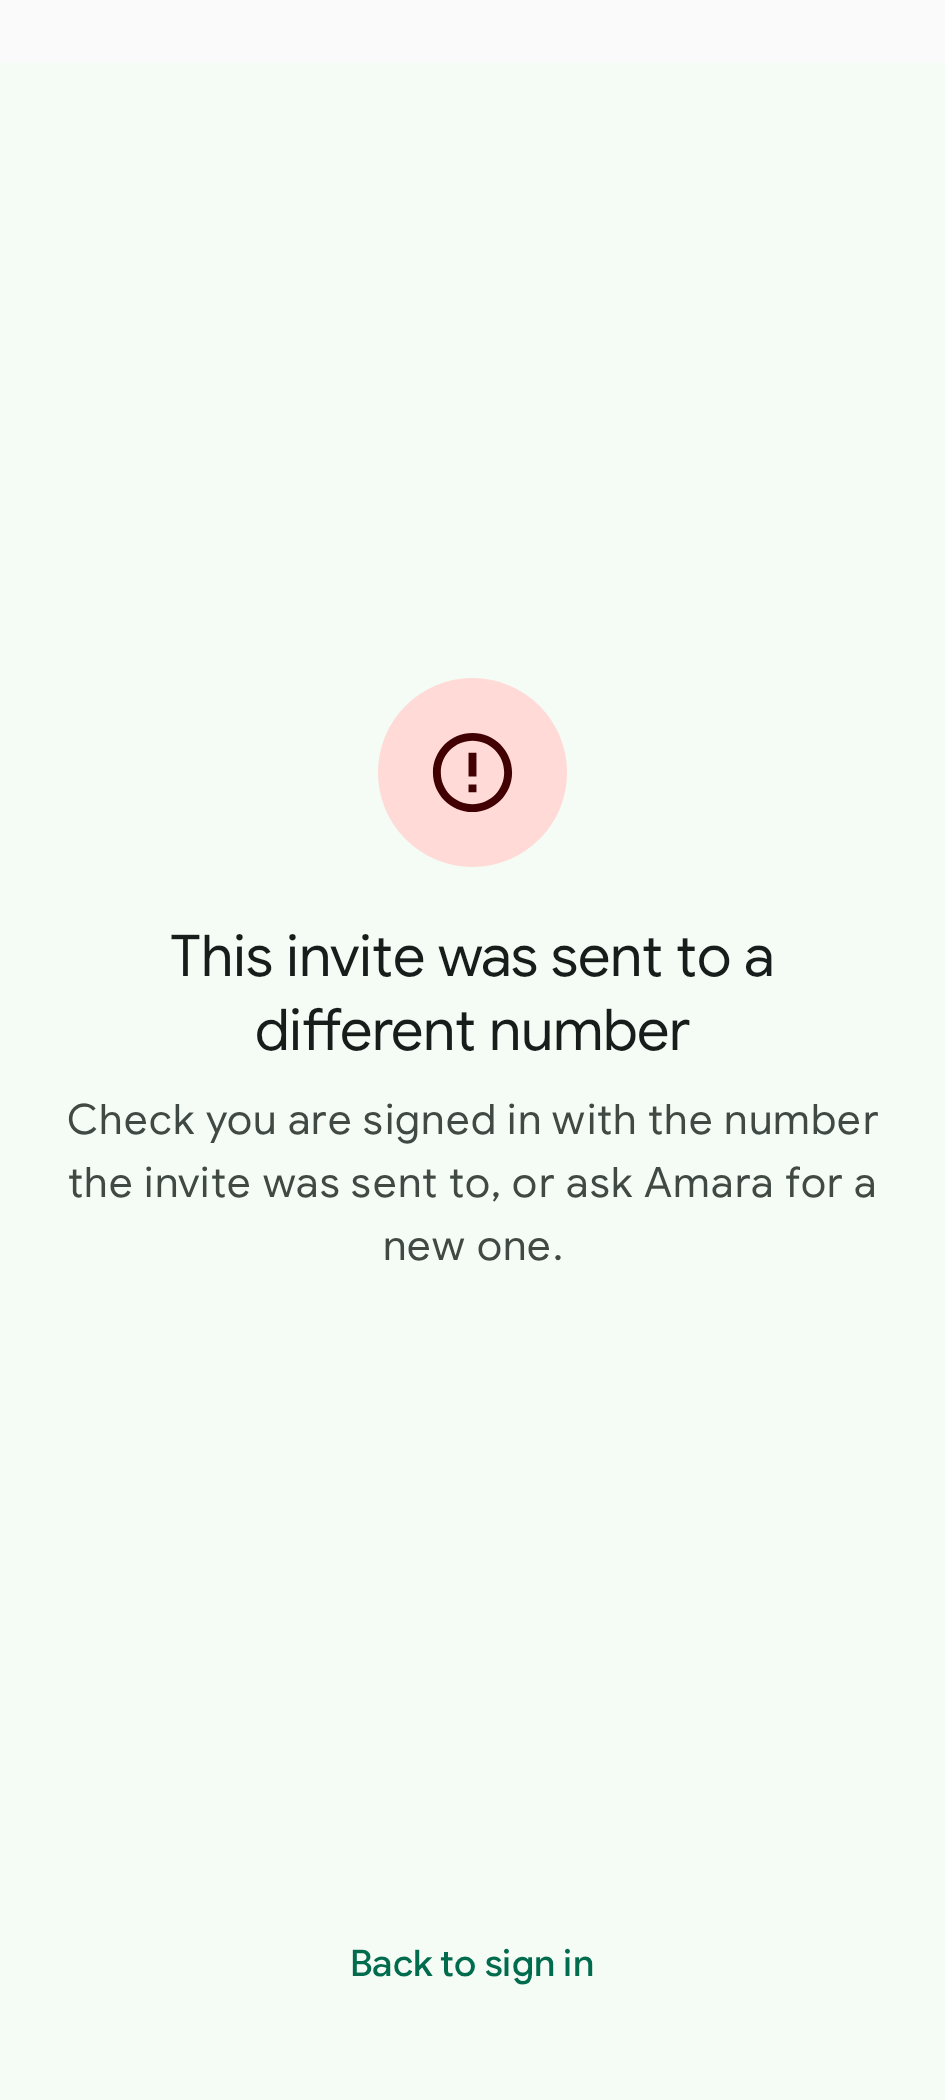 This invite was sent to a
different number
Check you are signed in with the number
the invite was sent to, or ask Amara for a
new one.
Back to sign in